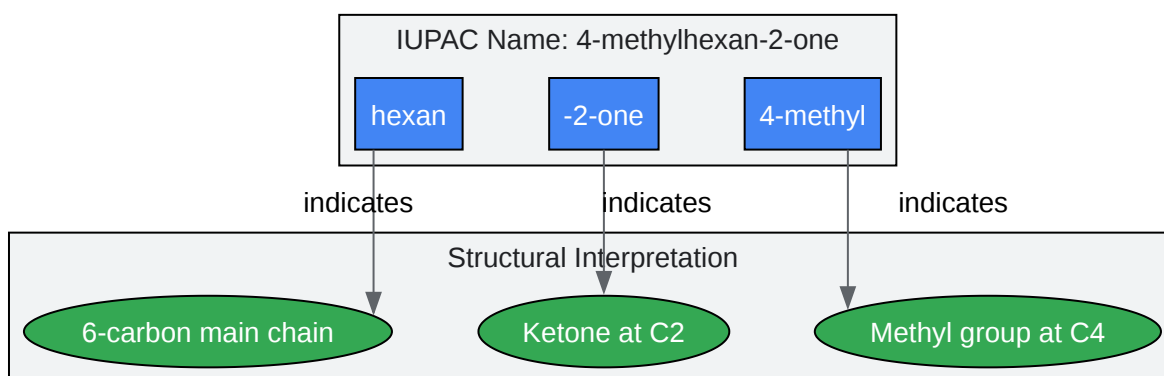 IUPAC Name: 4-methylhexan-2-one
hexan
-2-one
4-methyl
indicates
indicates
indicates
Structural Interpretation
6-carbon main chain
Ketone at C2
Methyl group at C4